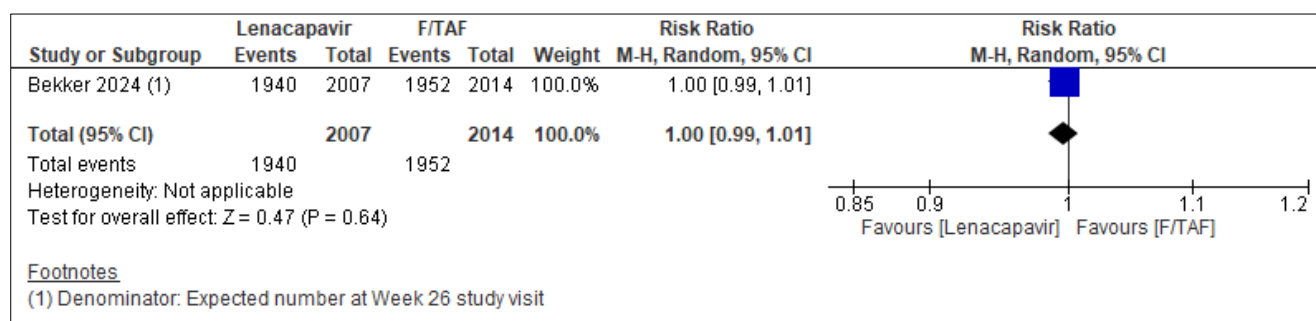 Lenacapavir F/TAF Risk Ratio Risk Ratio
Study or Subgroup Events Total Events Total Weight M-H, Random, 95% CI M-H, Random, 95% CI
Bekker 2024 (1) 1940 2007 1952 2014 100.0% 1.00 [0.99, 1.01]
Total (95% CI) 2007 2014 100.0% 1.00 [0.99, 1.01]
Total events 1940 1952
Heterogeneity: Not applicable
Test for overall effect: Z = 0.47 (P = 0.64)
0.85 0.9 1 1.1 1.2
Favours [Lenacapavir] Favours [F/TAF]
Footnotes
(1) Denominator: Expected number at Week 26 study visit